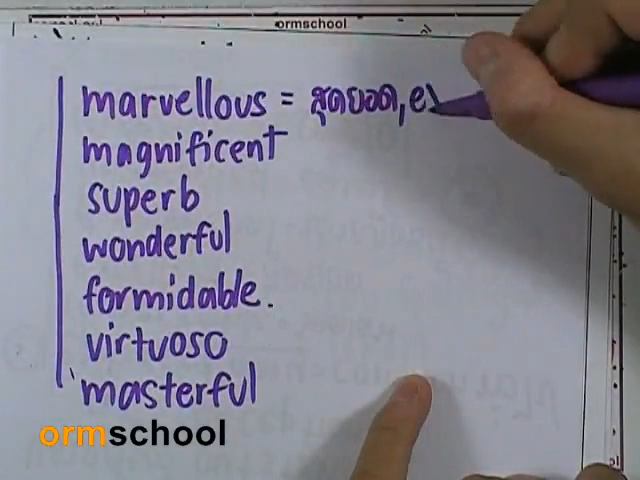 ormschool
marvellous = สุดยอด, e
magnificent
superb
wonderful
formidable.
virtuoso
masterful
ormschool